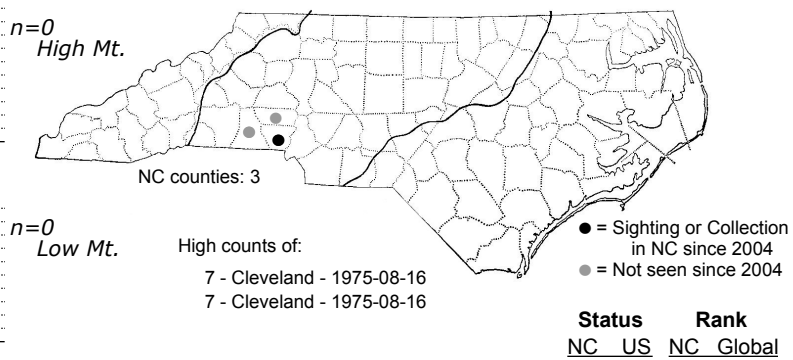 n=0
High Mt.
NC counties: 3
n=0
Low Mt.
High counts of:
7 - Cleveland - 1975-08-16
7 - Cleveland - 1975-08-16
● = Sighting or Collection
in NC since 2004
● = Not seen since 2004
Status Rank
NC US NC Global